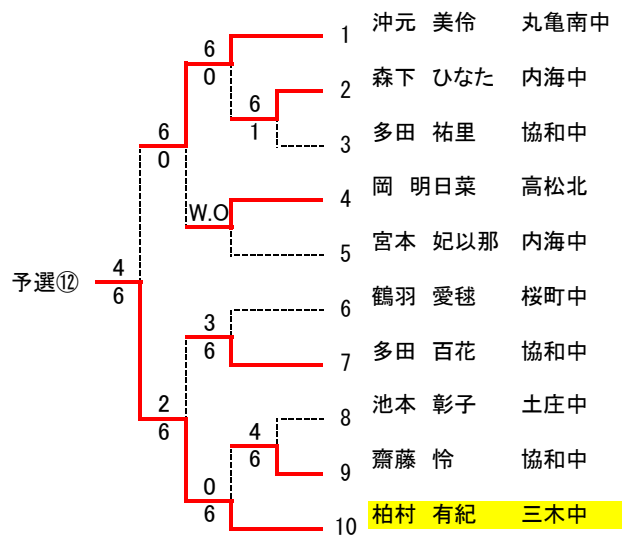 1 沖元 美伶 丸亀南中
6
0
2 森下 ひなた 内海中
6
1
3 多田 祐里 協和中
6
0
4 岡 明日菜 高松北
W.O
5 宮本 妃以那 内海中
予選⑫
4
6
6 鶴羽 愛毬 桜町中
3
6
7 多田 百花 協和中
2
6
8 池本 彰子 土庄中
4
6
9 齋藤 怜 協和中
0
6
10 柏村 有紀 三木中